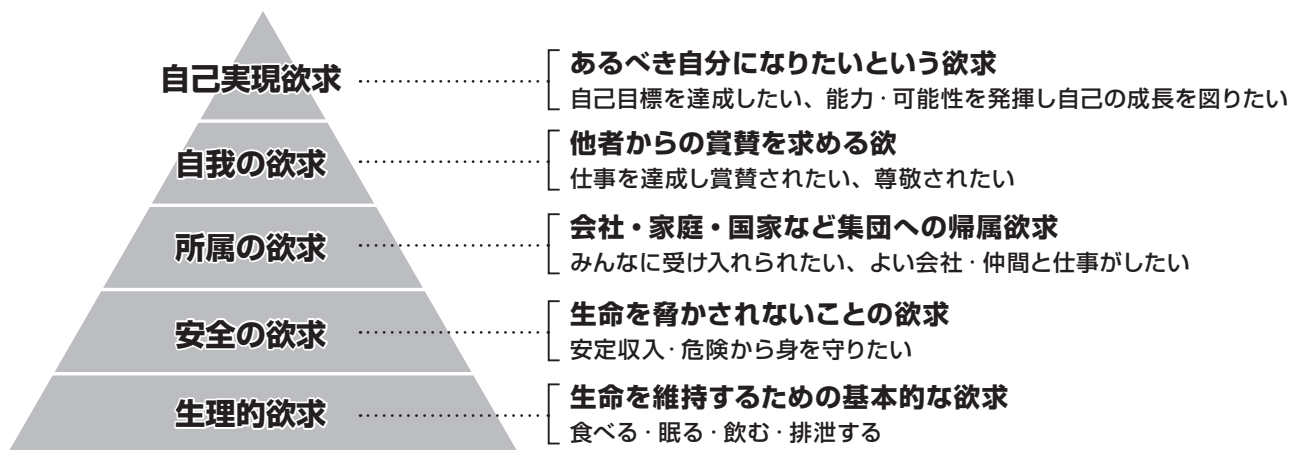 自己実現欲求
あるべき自分になりたいという欲求
自己目標を達成したい、能力・可能性を発揮し自己の成長を図りたい
自我の欲求
他者からの賞賛を求める欲
仕事を達成し賞賛されたい、尊敬されたい
所属の欲求
会社・家庭・国家など集団への帰属欲求
みんなに受け入れられたい、よい会社・仲間と仕事がしたい
安全の欲求
生命を脅かされないことの欲求
安定収入・危険から身を守りたい
生理的欲求
生命を維持するための基本的な欲求
食べる・眠る・飲む・排泄する